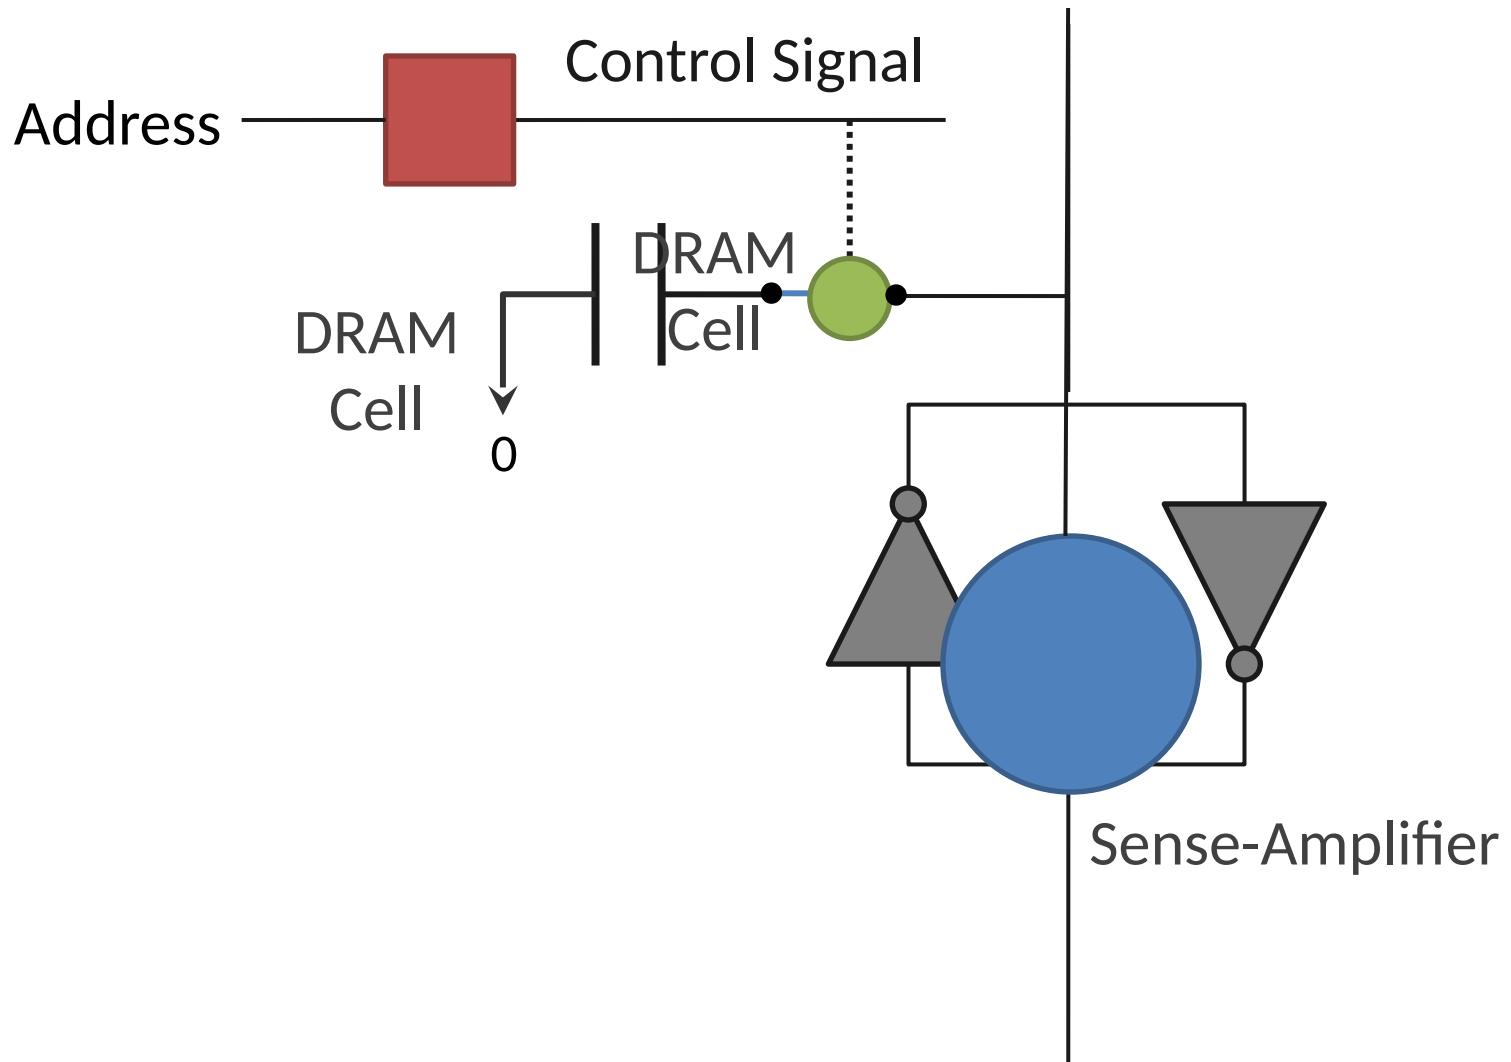 Control Signal
Address
DRAM
Cell
DRAM
Cell
0
Sense-Amplifier